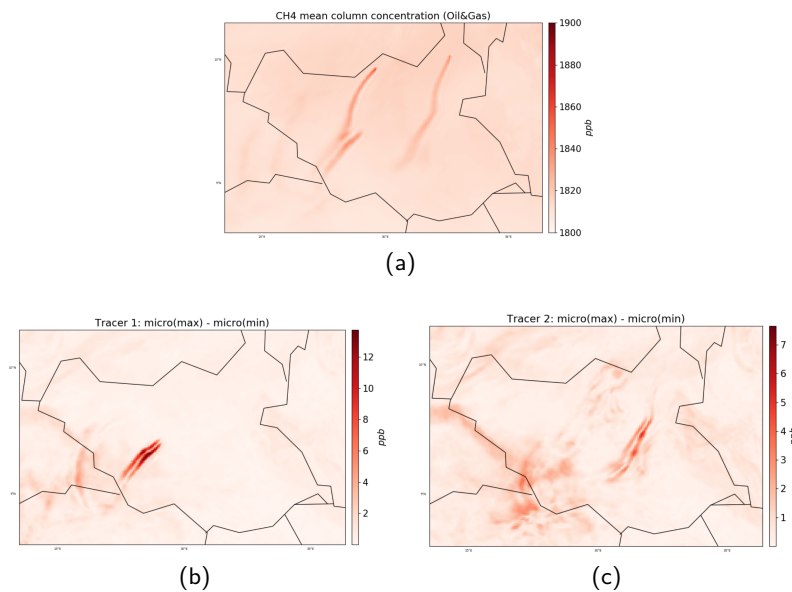 CH4 mean column concentration (Oil&Gas)
1900
1880
1860
1840
1820
1800
ppb
(a)
Tracer 1: micro(max) - micro(min)
12
10
8
6
4
2
ppb
(b)
Tracer 2: micro(max) - micro(min)
7
6
5
4
3
2
1
(c)